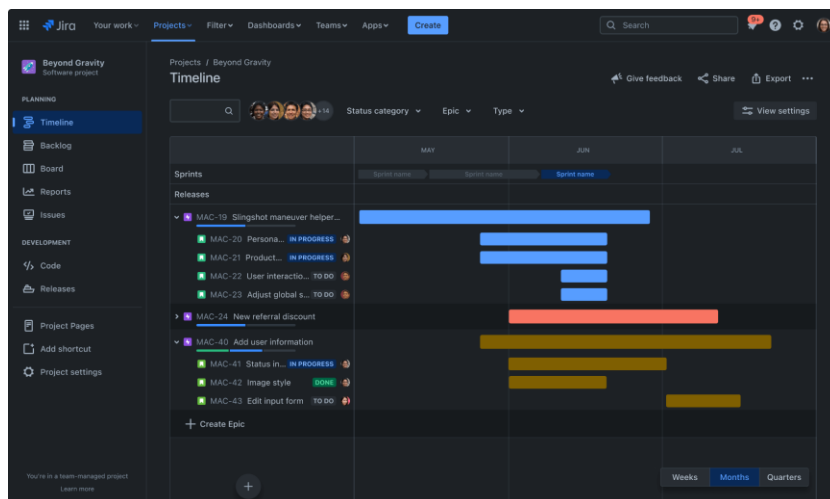 Jira Your work Projects Filter Dashboards Teams Apps Create Search 9+
Beyond Gravity
Software project
Projects / Beyond Gravity
Timeline
Give feedback Share Export
PLANNING
Timeline
Backlog
Board
Reports
Issues
DEVELOPMENT
Code
Releases
Project Pages
Add shortcut
Project settings
You're in a team-managed project
Learn more
+14 Status category Epic Type View settings
MAY JUN JUL
Sprints Sprint name Sprint name Sprint name
Releases
MAC-19 Slingshot maneuver helper...
MAC-20 Persona... IN PROGRESS
MAC-21 Product... IN PROGRESS
MAC-22 User interactio... TO DO
MAC-23 Adjust global s... TO DO
MAC-24 New referral discount
MAC-40 Add user information
MAC-41 Status in... IN PROGRESS
MAC-42 Image style DONE
MAC-43 Edit input form TO DO
Create Epic
Weeks Months Quarters